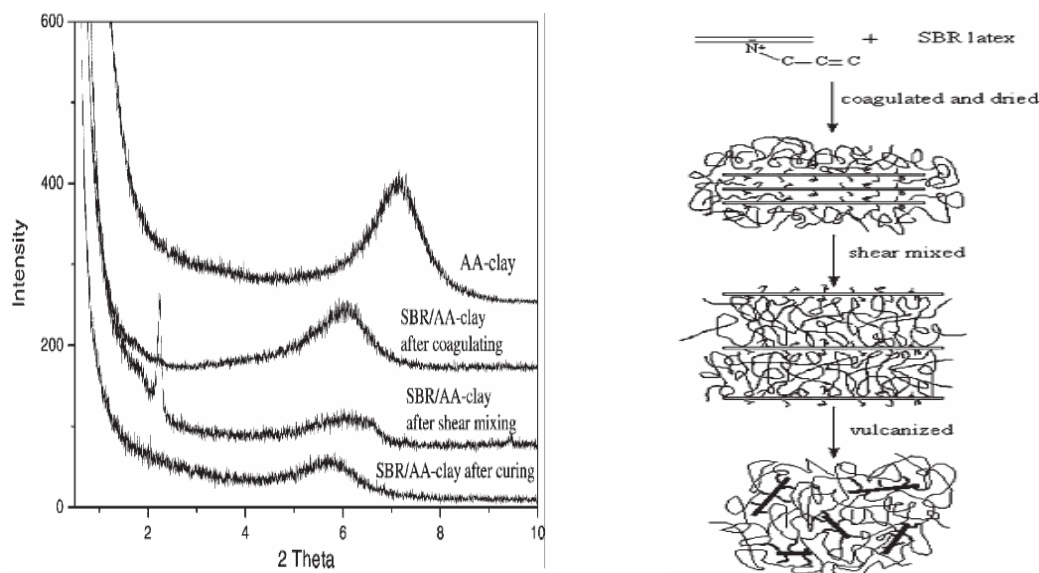 600
400
200
0
2
4
6
8
10
Intensity
2 Theta
AA-clay
SBR/AA-clay
after coagulating
SBR/AA-clay
after shear mixing
SBR/AA-clay after curing
N+
C—C=C
+ SBR latex
coagulated and dried
shear mixed
vulcanized